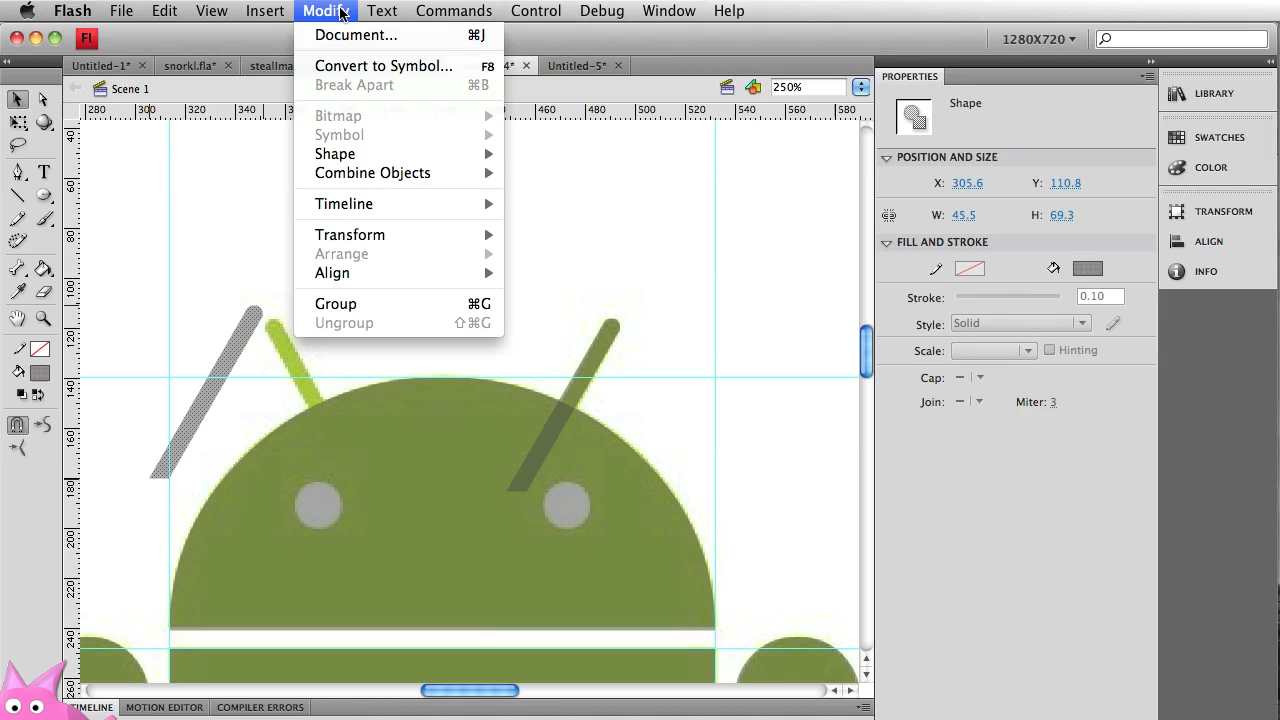 Flash File Edit View Insert Modify Text Commands Control Debug Window Help
Fl 1280X720
Untitled-1* × snorkl.fla* × stealIma 4* × Untitled-5* ×
Scene 1 250%
280 300 320 340 3 460 480 500 520 540 560 580
40
60
80
100
120
140
160
180
200
220
240
260
Document... ⌘J
Convert to Symbol... F8
Break Apart ⌘B
Bitmap
Symbol
Shape
Combine Objects
Timeline
Transform
Arrange
Align
Group ⌘G
Ungroup ⇧⌘G
PROPERTIES
Shape
POSITION AND SIZE
X: 305.6 Y: 110.8
W: 45.5 H: 69.3
FILL AND STROKE
Stroke: 0.10
Style: Solid
Scale: Hinting
Cap: –
Join: – Miter: 3
LIBRARY
SWATCHES
COLOR
TRANSFORM
ALIGN
INFO
TIMELINE MOTION EDITOR COMPILER ERRORS